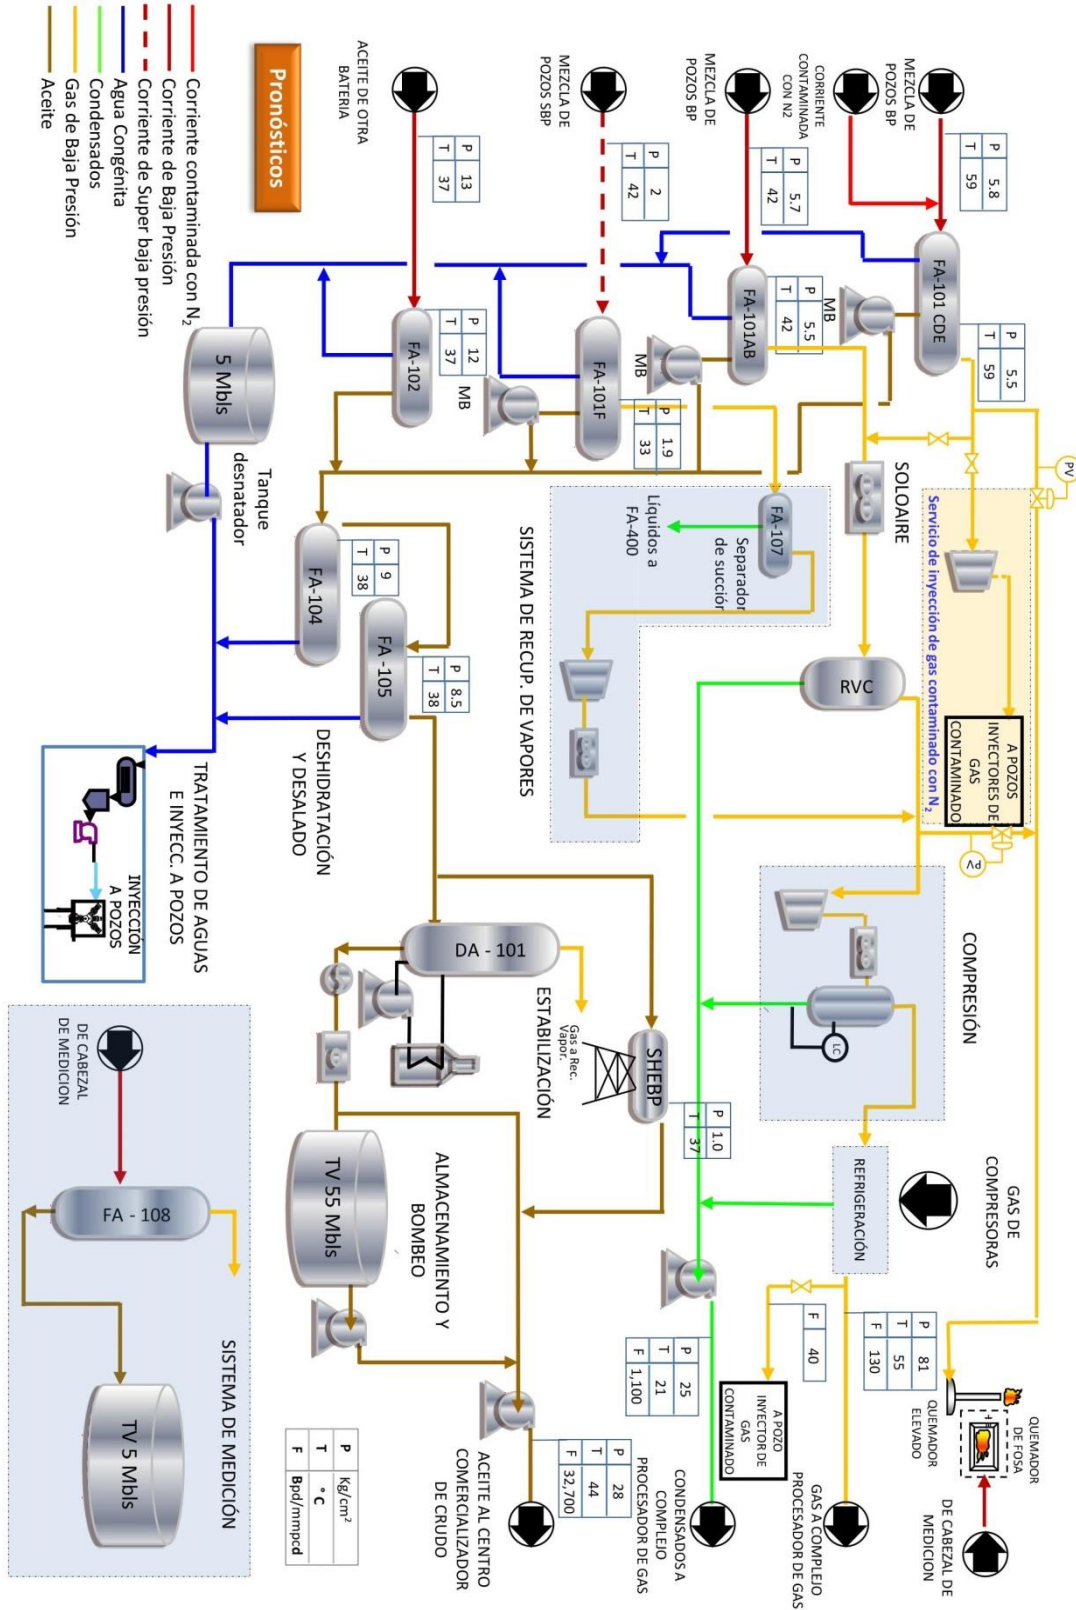 Pronósticos
Corriente contaminada con N₂
Corriente de Baja Presión
Corriente de Super baja presión
Agua Congénita
Condensados
Gas de Baja Presión
Aceite
MEZCLA DE
POZOS BP
P 5.8
T 59
CORRIENTE
CONTAMINADA
CON N2
MEZCLA DE
POZOS BP
P 5.7
T 42
MEZCLA DE
POZOS SBP
P 2
T 42
ACEITE DE OTRA
BATERIA
P 13
T 37
FA-101 CDE
P 5.5
T 59
MB
FA-101AB
P 5.5
T 42
MB
FA-101F
P 1.9
T 33
MB
FA-102
P 12
T 37
5 Mbls
Tanque
desnatador
PV
SOLOAIRE
Servicio de inyección de gas contaminado con N₂
A POZOS
INYECTORES DE
GAS
CONTAMINADO
PV
FA-107
Separador
de succión
Líquidos a
FA-400
SISTEMA DE RECUP. DE VAPORES
RVC
FA-104
P 9
T 38
FA -105
P 8.5
T 38
DESHIDRATACIÓN
Y DESALADO
TRATAMIENTO DE AGUAS
E INYECC. A POZOS
INYECCIÓN
A POZOS
COMPRESIÓN
LC
REFRIGERACIÓN
GAS DE
COMPRESORAS
DA - 101
ESTABILIZACIÓN
Gas a Rec.
Vapor.
SHEBP
P 1.0
T 37
TV 55 Mbls
ALMACENAMIENTO Y
BOMBEO
QUEMADOR
DE FOSA
QUEMADOR
ELEVADO
DE CABEZAL DE
MEDICION
P 81
T 55
F 130
GAS A COMPLEJO
PROCESADOR DE GAS
F 40
A POZO
INYECTOR DE
GAS
CONTAMINADO
P 25
T 21
F 1,100
CONDENSADOS A
COMPLEJO
PROCESADOR DE GAS
P 28
T 44
F 32,700
ACEITE AL CENTRO
COMERCIALIZADOR
DE CRUDO
P Kg/cm²
T ° C
F Bpd/mmpcd
DE CABEZAL
DE MEDICION
FA - 108
SISTEMA DE MEDICIÓN
TV 5 Mbls